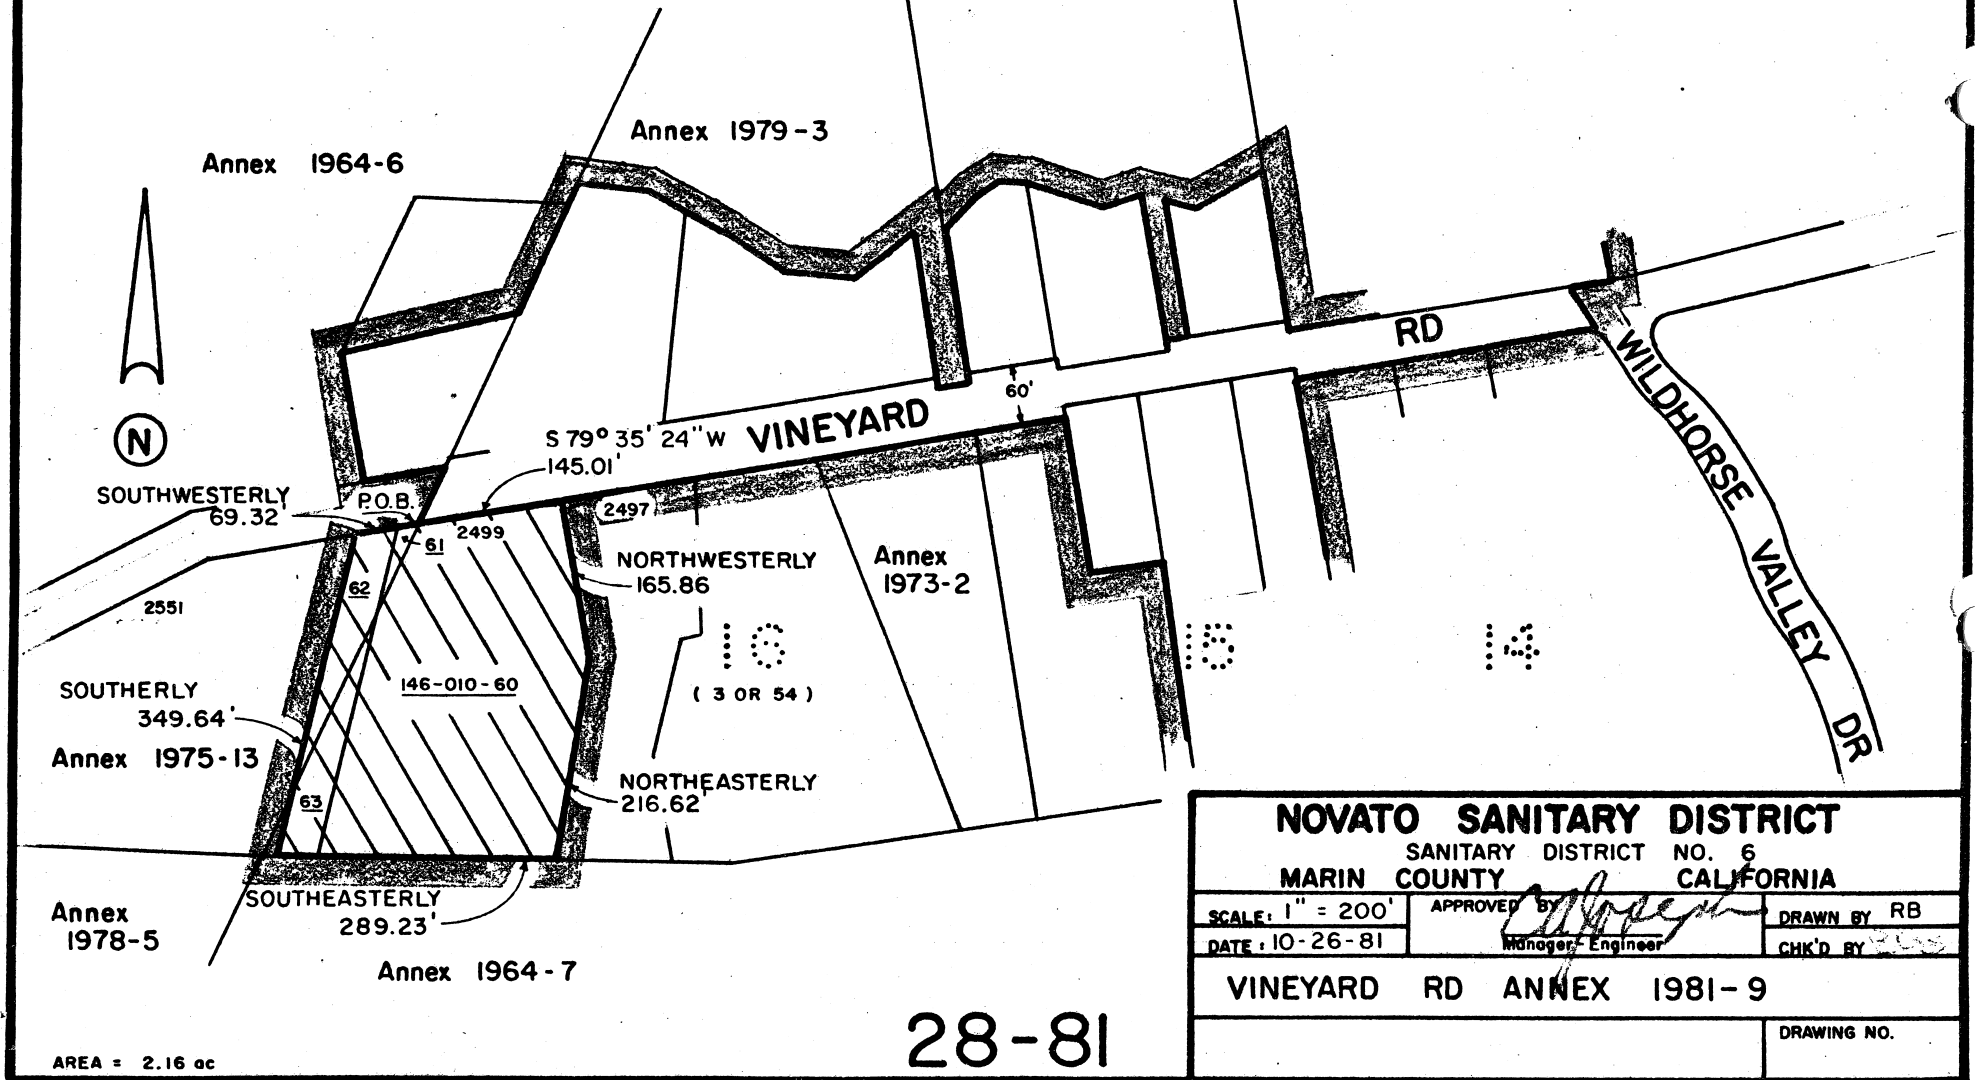 Annex 1979-3
Annex 1964-6
N
RD
VINEYARD
60'
S 79° 35' 24" W
145.01'
WILDHORSE VALLEY DR
SOUTHWESTERLY
69.32'
P.O.B.
2497
2499
61
62
NORTHWESTERLY
165.86
Annex
1973-2
2551
16
( 3 OR 54 )
15
14
146-010-60
SOUTHERLY
349.64'
Annex 1975-13
63
NORTHEASTERLY
216.62'
SOUTHEASTERLY
289.23'
Annex
1978-5
Annex 1964-7
28-81
AREA = 2.16 ac
NOVATO SANITARY DISTRICT
SANITARY DISTRICT NO. 6
MARIN COUNTY CALIFORNIA
SCALE: 1" = 200'
APPROVED BY
Manager-Engineer
DRAWN BY RB
DATE: 10-26-81
CHK'D BY
VINEYARD RD ANNEX 1981-9
DRAWING NO.